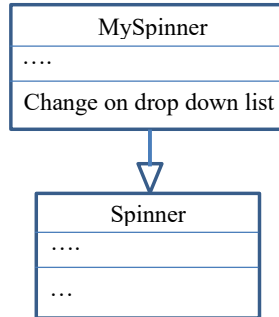 MySpinner
….
Change on drop down list
Spinner
….
…